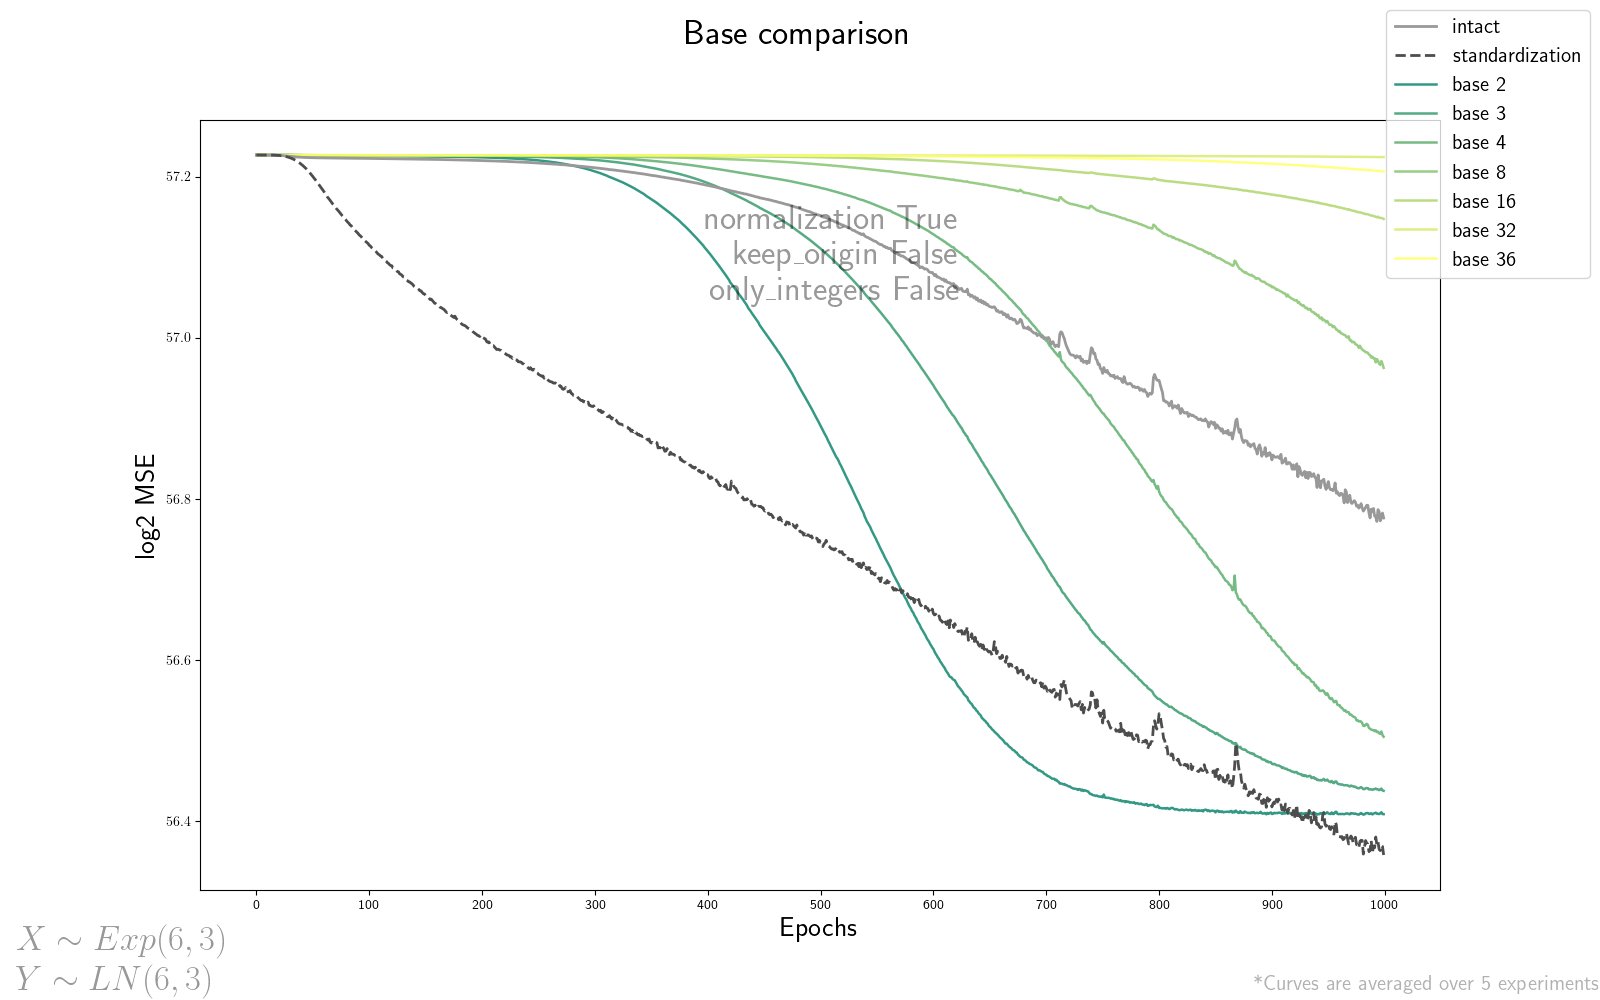 Base comparison
intact
standardization
base 2
base 3
base 4
base 8
base 16
base 32
base 36
normalization True
keep_origin False
only_integers False
57.2
57.0
56.8
56.6
56.4
log2 MSE
0 100 200 300 400 500 600 700 800 900 1000
Epochs
X ∼ Exp(6, 3)
Y ∼ LN(6, 3)
*Curves are averaged over 5 experiments